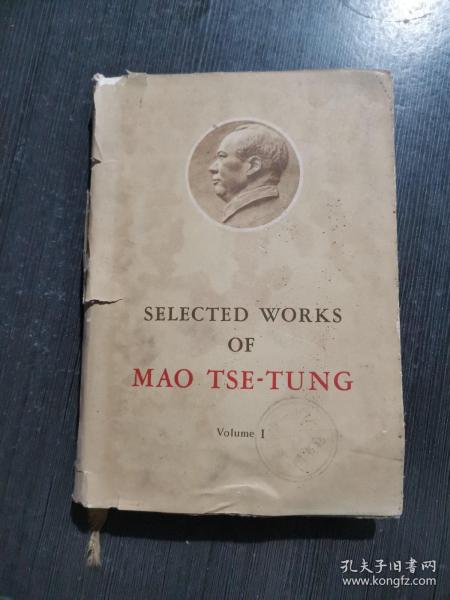 SELECTED WORKS
OF
MAO TSE-TUNG
Volume I
孔夫子旧书网
www.kongfz.com